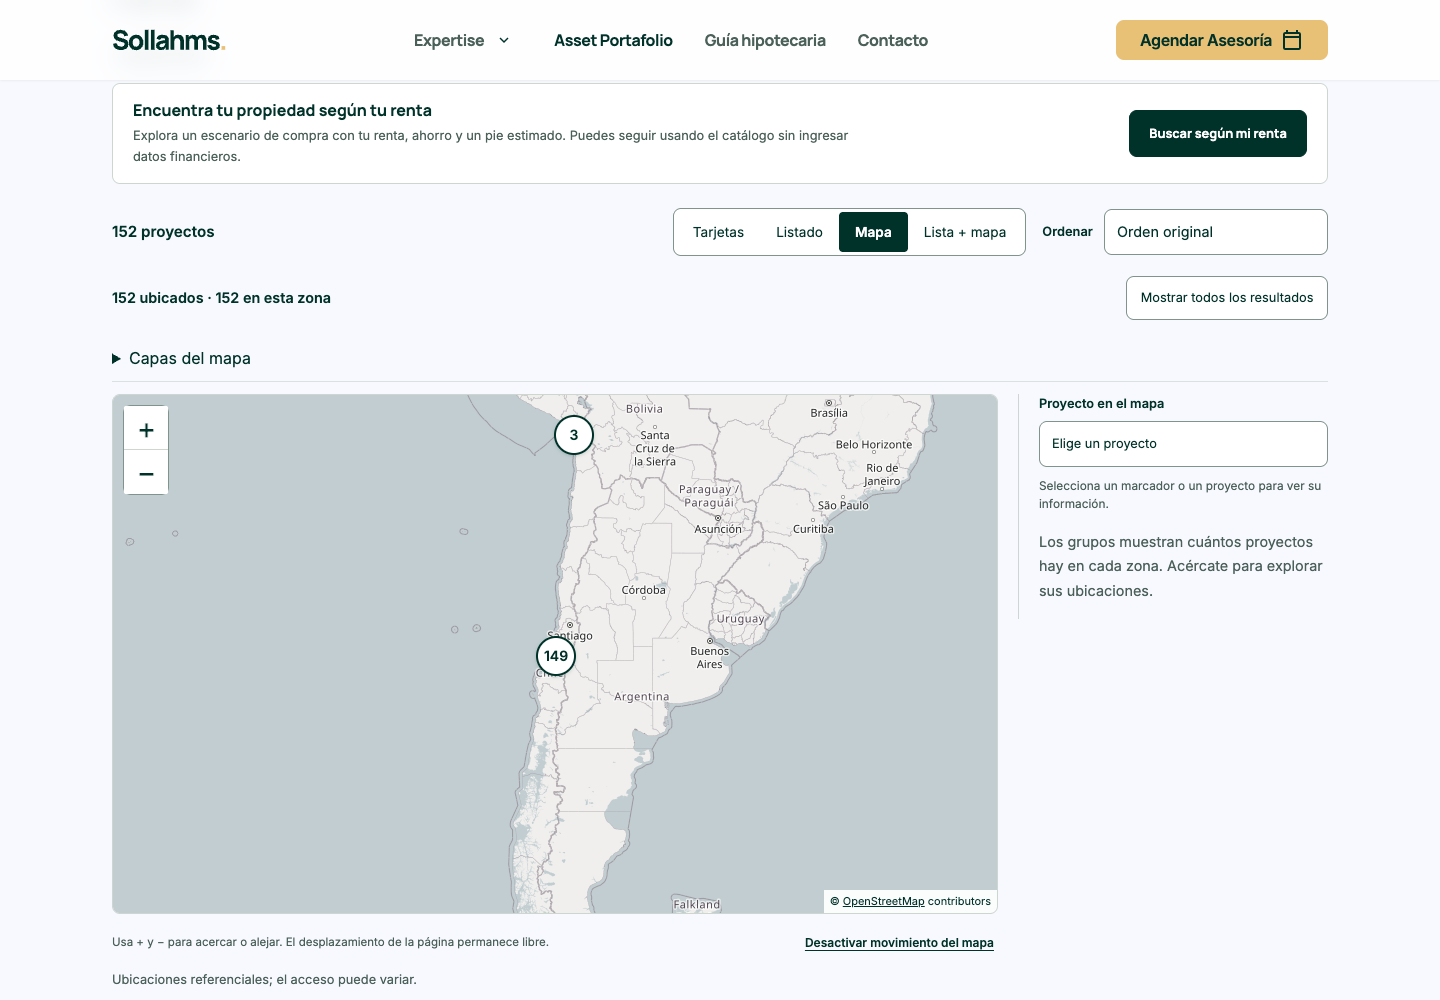 Sollahms.
Expertise
Asset Portafolio
Guía hipotecaria
Contacto
Agendar Asesoría
Encuentra tu propiedad según tu renta
Explora un escenario de compra con tu renta, ahorro y un pie estimado. Puedes seguir usando el catálogo sin ingresar
datos financieros.
Buscar según mi renta
152 proyectos
Tarjetas
Listado
Mapa
Lista + mapa
Ordenar
Orden original
152 ubicados · 152 en esta zona
Mostrar todos los resultados
Capas del mapa
+
−
3
149
Bolivia
Brasília
Santa
Cruz de
la Sierra
Belo Horizonte
Rio de
Janeiro
Paraguay /
Paraguái
São Paulo
Asunción
Curitiba
Córdoba
Uruguay
Santiago
Buenos
Aires
Argentina
Falkland
© OpenStreetMap contributors
Proyecto en el mapa
Elige un proyecto
Selecciona un marcador o un proyecto para ver su
información.
Los grupos muestran cuántos proyectos
hay en cada zona. Acércate para explorar
sus ubicaciones.
Usa + y − para acercar o alejar. El desplazamiento de la página permanece libre.
Desactivar movimiento del mapa
Ubicaciones referenciales; el acceso puede variar.